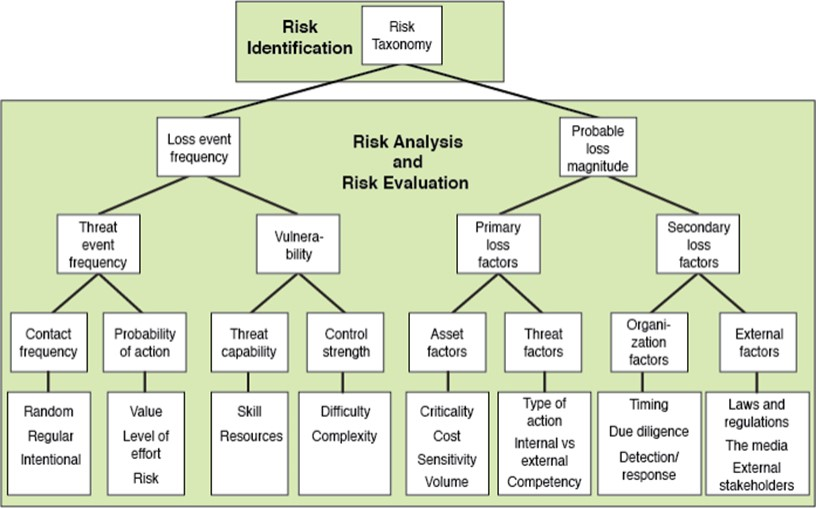 Risk
Identification
Risk
Taxonomy
Loss event
frequency
Risk Analysis
and
Risk Evaluation
Probable
loss
magnitude
Threat
event
frequency
Vulnera-
bility
Primary
loss
factors
Secondary
loss
factors
Contact
frequency
Probability
of action
Threat
capability
Control
strength
Asset
factors
Threat
factors
Organi-
zation
factors
External
factors
Random
Regular
Intentional
Value
Level of
effort
Risk
Skill
Resources
Difficulty
Complexity
Criticality
Cost
Sensitivity
Volume
Type of
action
Internal vs
external
Competency
Timing
Due diligence
Detection/
response
Laws and
regulations
The media
External
stakeholders